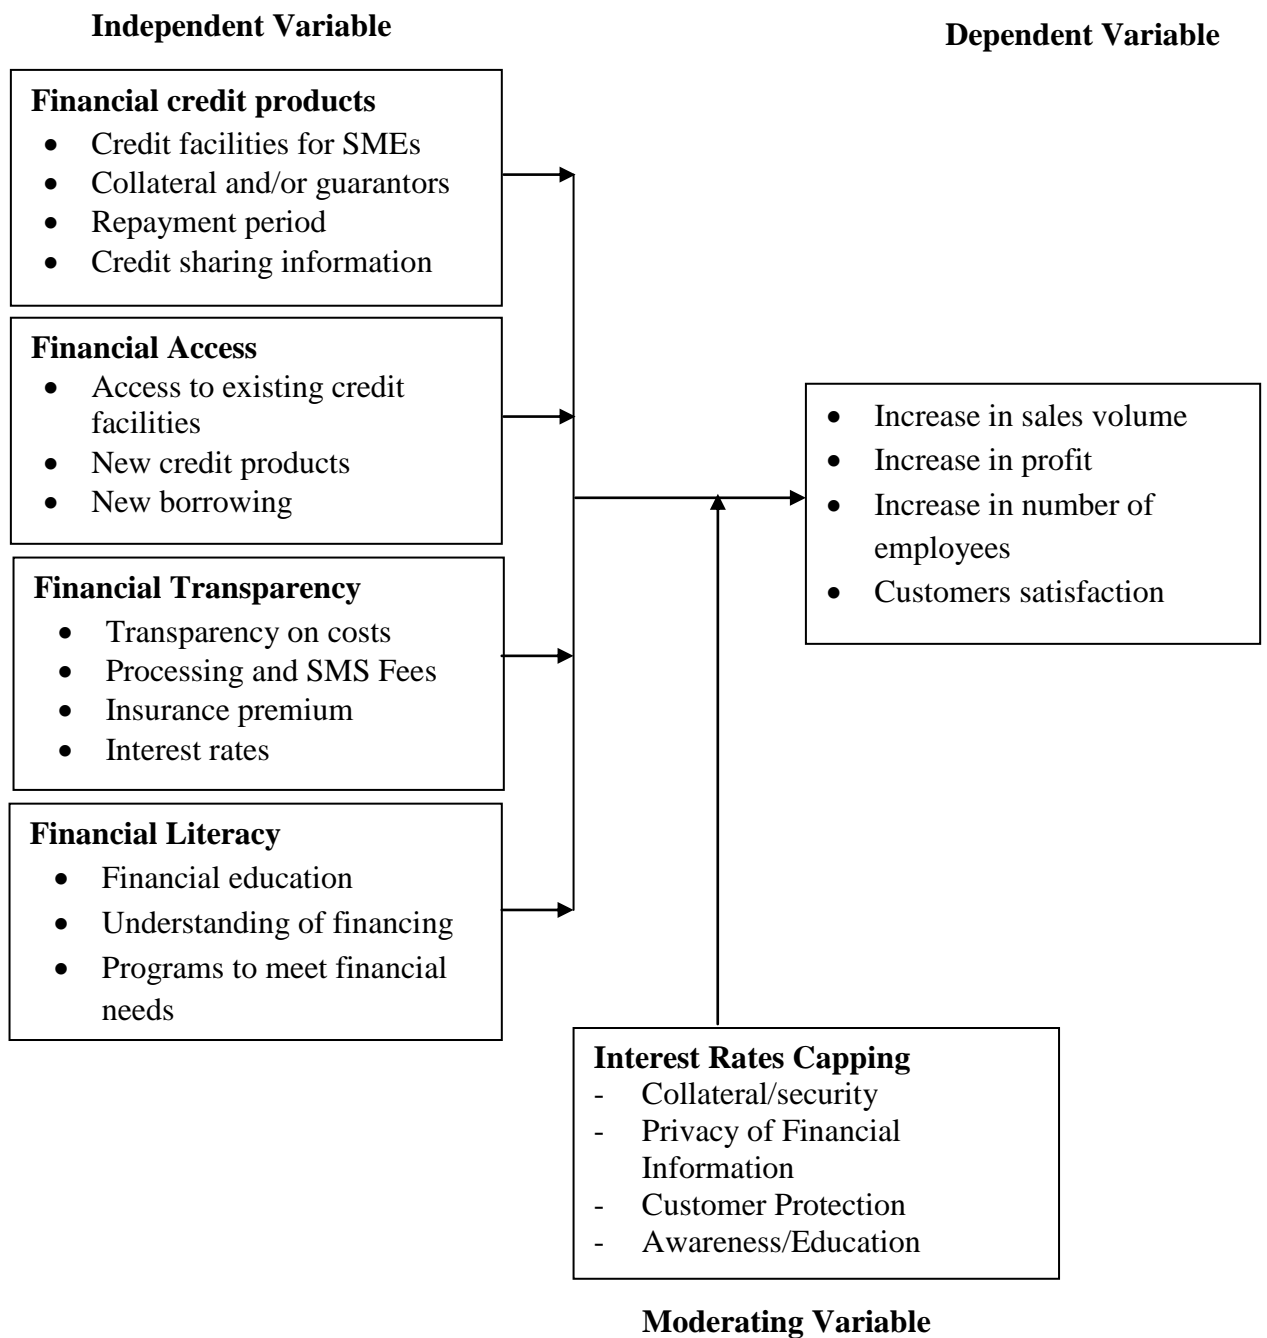 Independent Variable
Dependent Variable
Financial credit products
• Credit facilities for SMEs
• Collateral and/or guarantors
• Repayment period
• Credit sharing information
Financial Access
• Access to existing credit
facilities
• New credit products
• New borrowing
Financial Transparency
• Transparency on costs
• Processing and SMS Fees
• Insurance premium
• Interest rates
Financial Literacy
• Financial education
• Understanding of financing
• Programs to meet financial
needs
• Increase in sales volume
• Increase in profit
• Increase in number of
employees
• Customers satisfaction
Interest Rates Capping
- Collateral/security
- Privacy of Financial
Information
- Customer Protection
- Awareness/Education
Moderating Variable